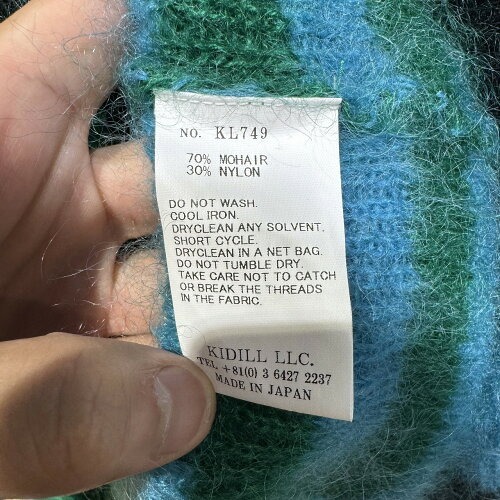 NO. KL749
70% MOHAIR
30% NYLON
DO NOT WASH.
COOL IRON.
DRYCLEAN ANY SOLVENT.
SHORT CYCLE.
DRYCLEAN IN A NET BAG.
DO NOT TUMBLE DRY.
TAKE CARE NOT TO CATCH
OR BREAK THE THREADS
IN THE FABRIC.
KIDILL LLC.
TEL +81(0) 3 6427 2237
MADE IN JAPAN